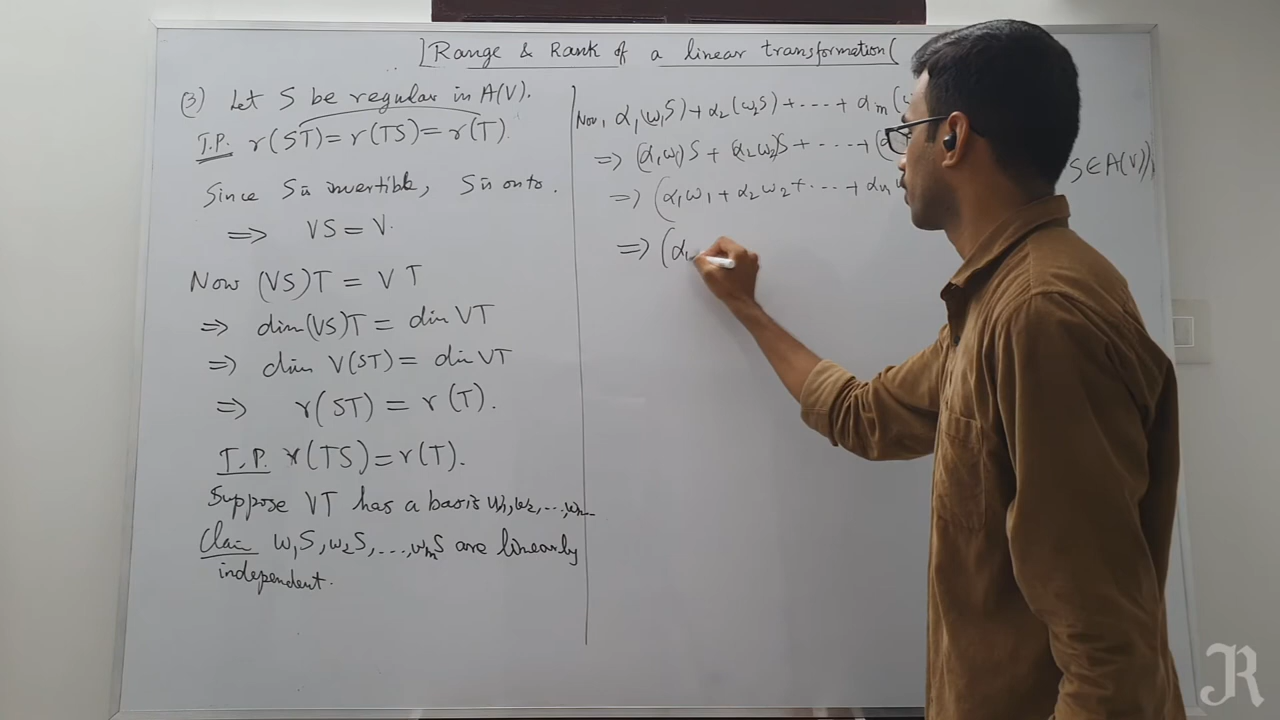 Range & Rank of a linear transformation
(3) Let S be regular in A(V).
T.P. r(ST) = r(TS) = r(T)
Since S is invertible, S is onto.
⇒ VS = V.
Now (VS)T = VT
⇒ dim(VS)T = dim VT
⇒ dim V(ST) = dim VT
⇒ r(ST) = r(T).
T.P. r(TS) = r(T).
Suppose VT has a basis w₁, w₂, ..., wₘ
Claim w₁S, w₂S, ..., wₘS are linearly
independent.
Now, α₁(w₁S) + α₂(w₂S) + .... + αₘ(
⇒ (α₁w₁)S + (α₂w₂)S + ..... + (α
⇒ (α₁w₁ + α₂w₂ + ... + αₘ
S ∈ A(V)),
⇒ (α₁
JR